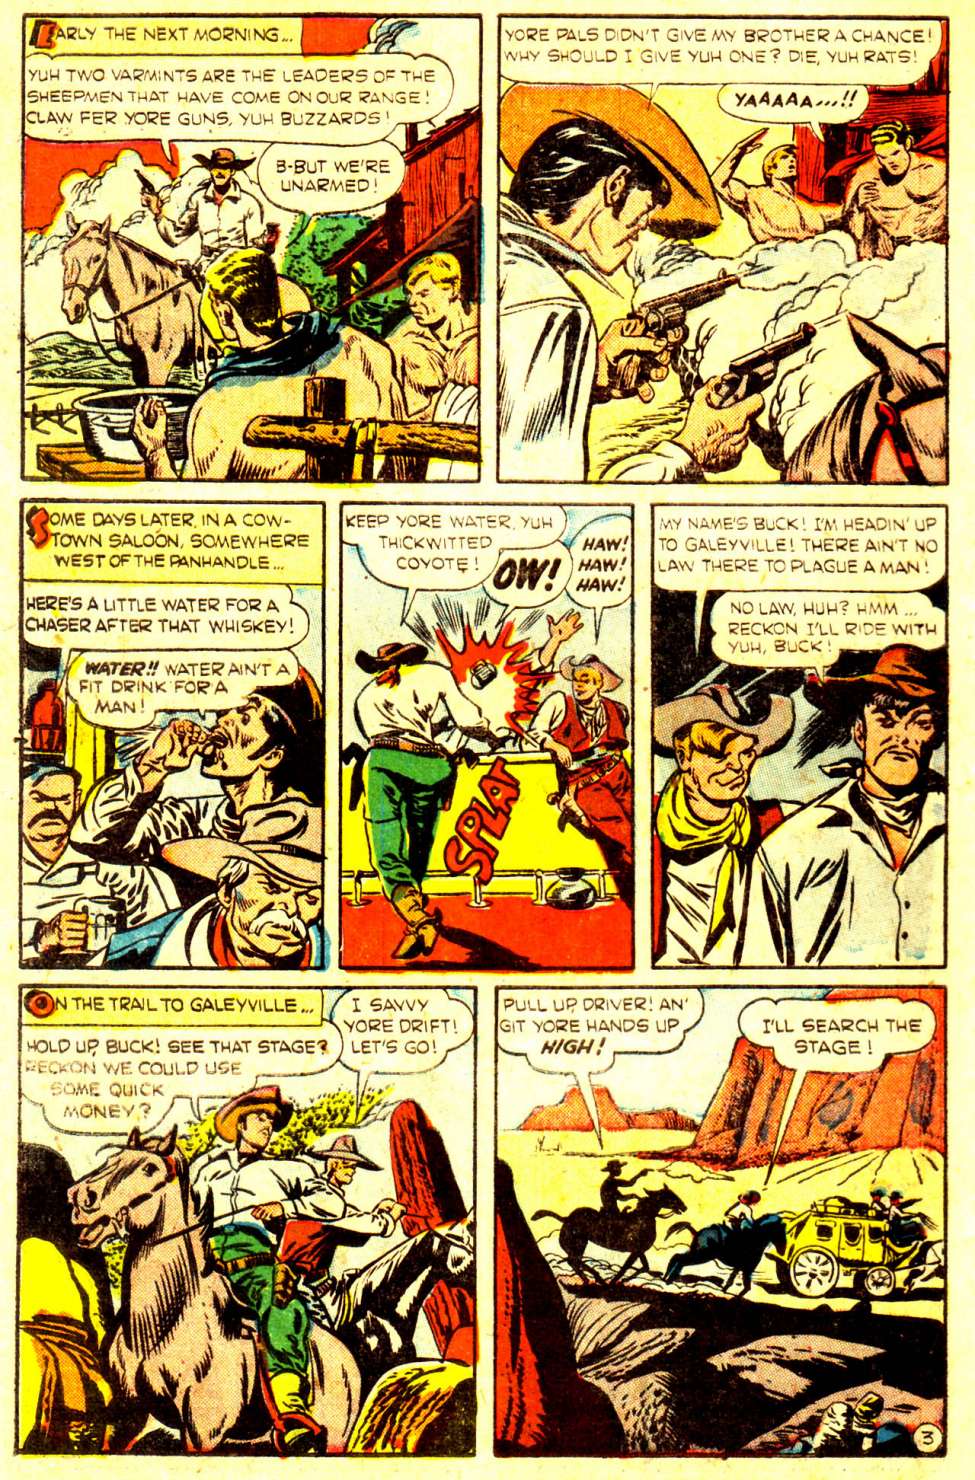 EARLY THE NEXT MORNING...
YUH TWO VARMINTS ARE THE LEADERS OF THE
SHEEPMEN THAT HAVE COME ON OUR RANGE!
CLAW FER YORE GUNS, YUH BUZZARDS!
B-BUT WE'RE
UNARMED!
YORE PALS DIDN'T GIVE MY BROTHER A CHANCE!
WHY SHOULD I GIVE YUH ONE? DIE, YUH RATS!
YAAAAA...!!
SOME DAYS LATER, IN A COW-
TOWN SALOON, SOMEWHERE
WEST OF THE PANHANDLE...
HERE'S A LITTLE WATER FOR A
CHASER AFTER THAT WHISKEY!
WATER!! WATER AIN'T A
FIT DRINK FOR A
MAN!
KEEP YORE WATER, YUH
THICKWITTED
COYOTE!
OW!
HAW!
HAW!
HAW!
SPLAT
MY NAME'S BUCK! I'M HEADIN' UP
TO GALEYVILLE! THERE AIN'T NO
LAW THERE TO PLAGUE A MAN!
NO LAW, HUH? HMM...
RECKON I'LL RIDE WITH
YUH, BUCK!
ON THE TRAIL TO GALEYVILLE...
HOLD UP, BUCK! SEE THAT STAGE?
RECKON WE COULD USE
SOME QUICK
MONEY?
I SAVVY
YORE DRIFT!
LET'S GO!
PULL UP, DRIVER! AN'
GIT YORE HANDS UP
HIGH!
I'LL SEARCH THE
STAGE!
3